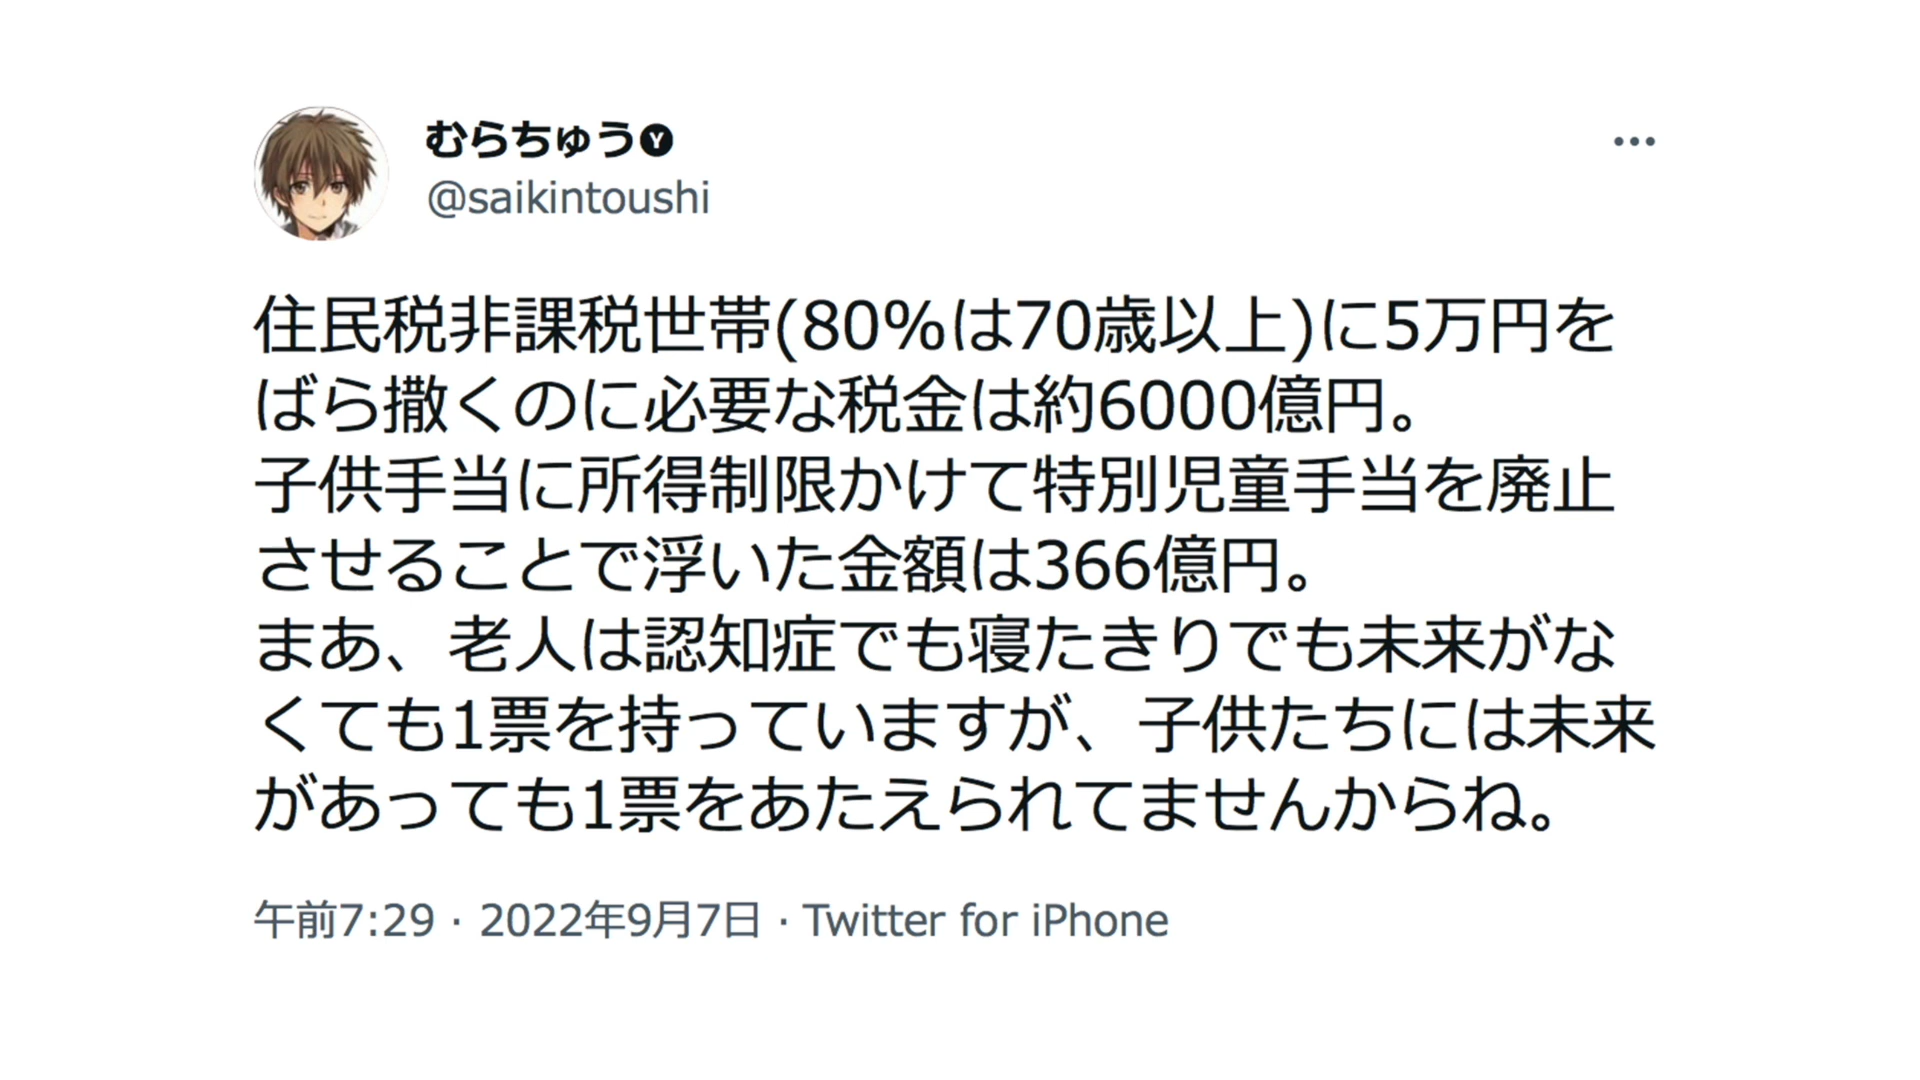 むらちゅうⓎ
@saikintoushi
住民税非課税世帯(80%は70歳以上)に5万円を
ばら撒くのに必要な税金は約6000億円。
子供手当に所得制限かけて特別児童手当を廃止
させることで浮いた金額は366億円。
まあ、老人は認知症でも寝たきりでも未来がな
くても1票を持っていますが、子供たちには未来
があっても1票をあたえられてませんからね。
午前7:29 · 2022年9月7日 · Twitter for iPhone